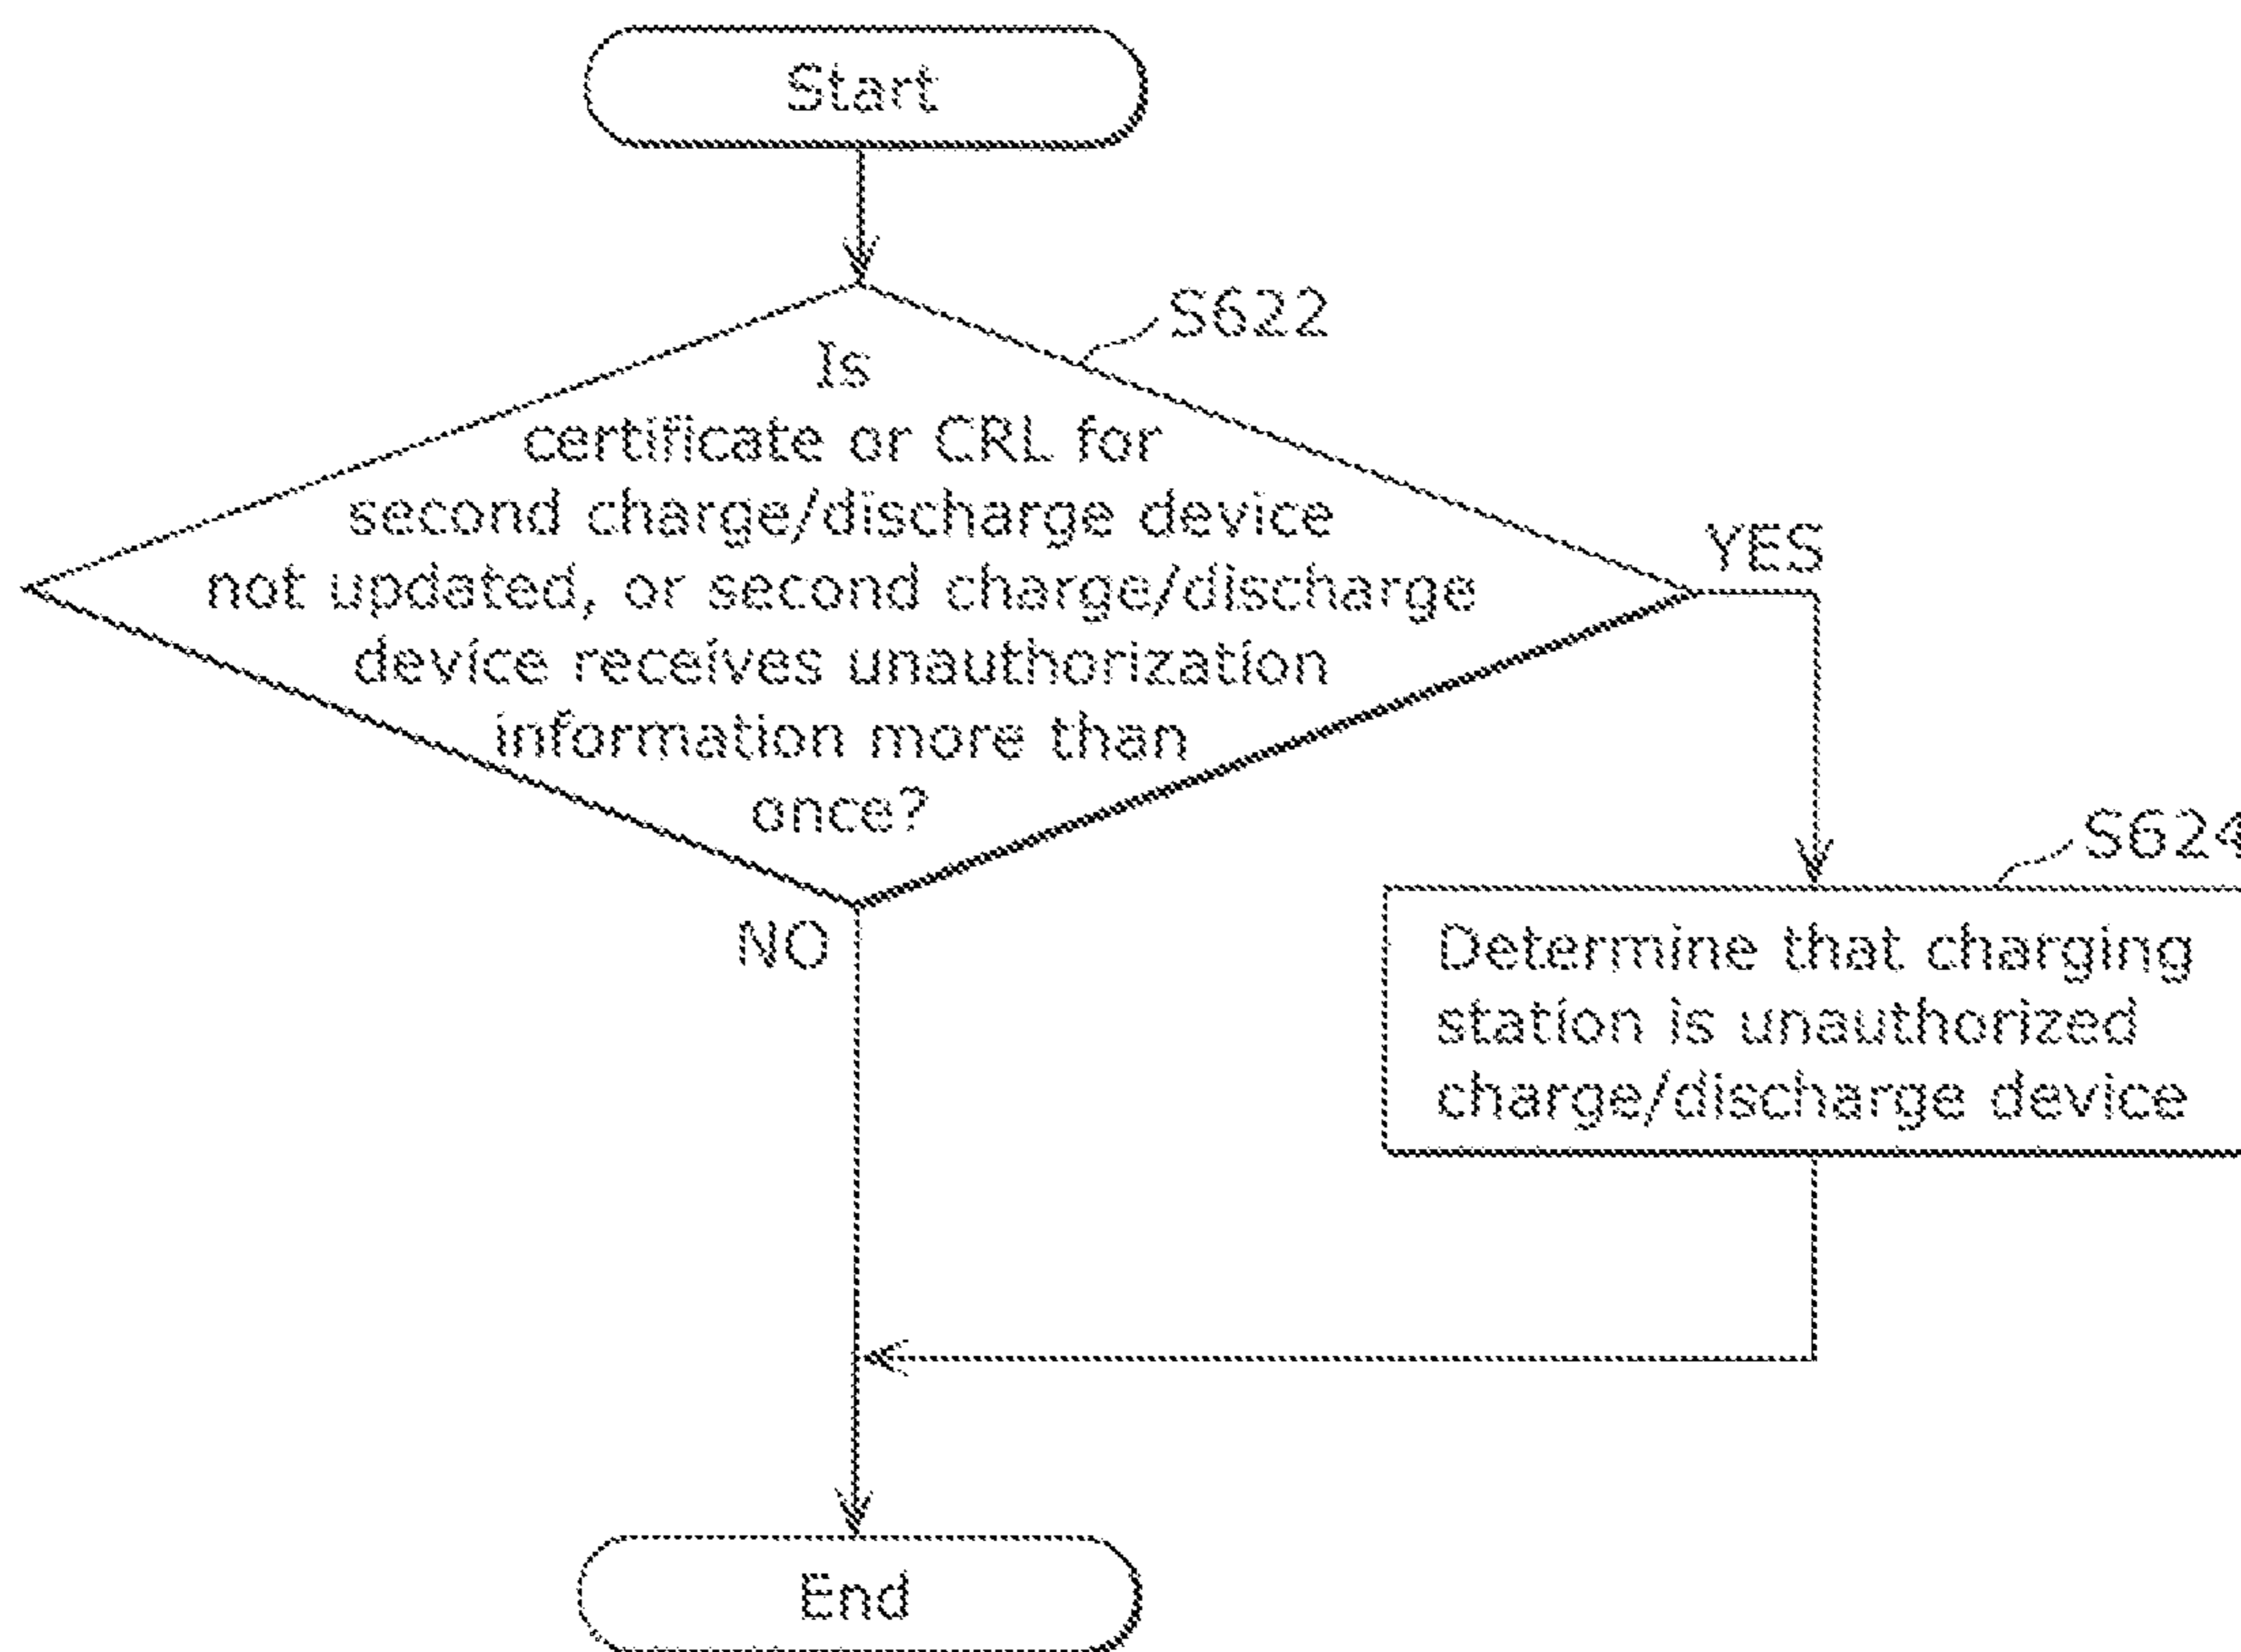 Start
S622
Is
certificate or CRL for
second charge/discharge device
not updated, or second charge/discharge
device receives unauthorization
information more than
once?
YES
NO
S624
Determine that charging
station is unauthorized
charge/discharge device
End